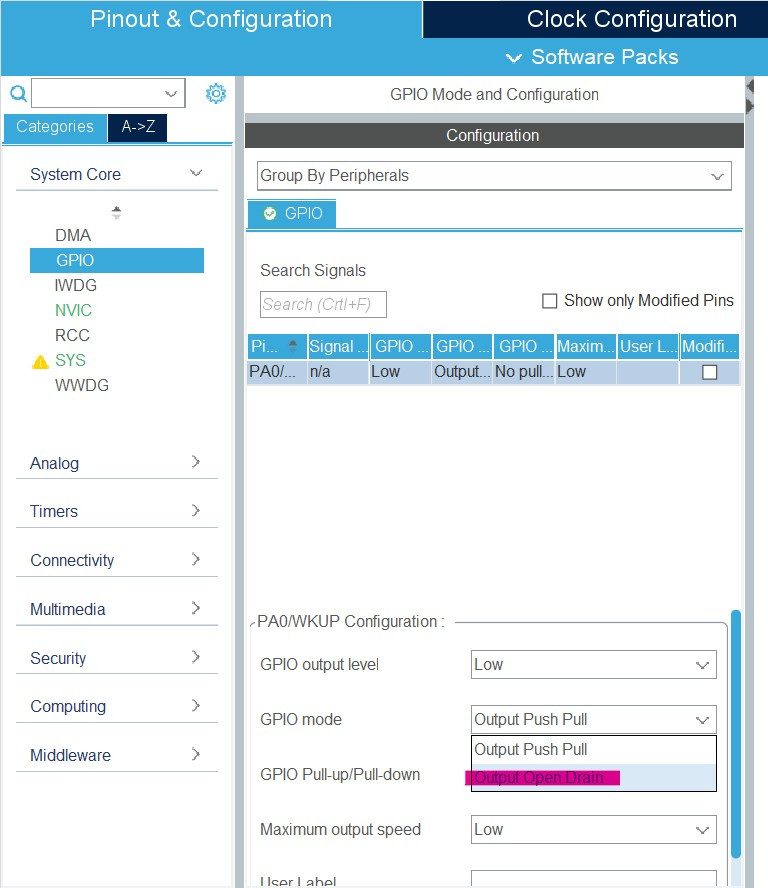 Pinout & Configuration
Clock Configuration
Software Packs
GPIO Mode and Configuration
Categories
A->Z
Configuration
System Core
Group By Peripherals
GPIO
DMA
GPIO
IWDG
NVIC
RCC
SYS
WWDG
Search Signals
Search (Crtl+F)
Show only Modified Pins
Pi... Signal ... GPIO ... GPIO ... GPIO ... Maxim... User L... Modifi...
PA0/... n/a Low Output... No pull... Low
Analog
Timers
Connectivity
Multimedia
Security
Computing
Middleware
PA0/WKUP Configuration :
GPIO output level Low
GPIO mode Output Push Pull
Output Push Pull
GPIO Pull-up/Pull-down Output Open Drain
Maximum output speed Low
User Label